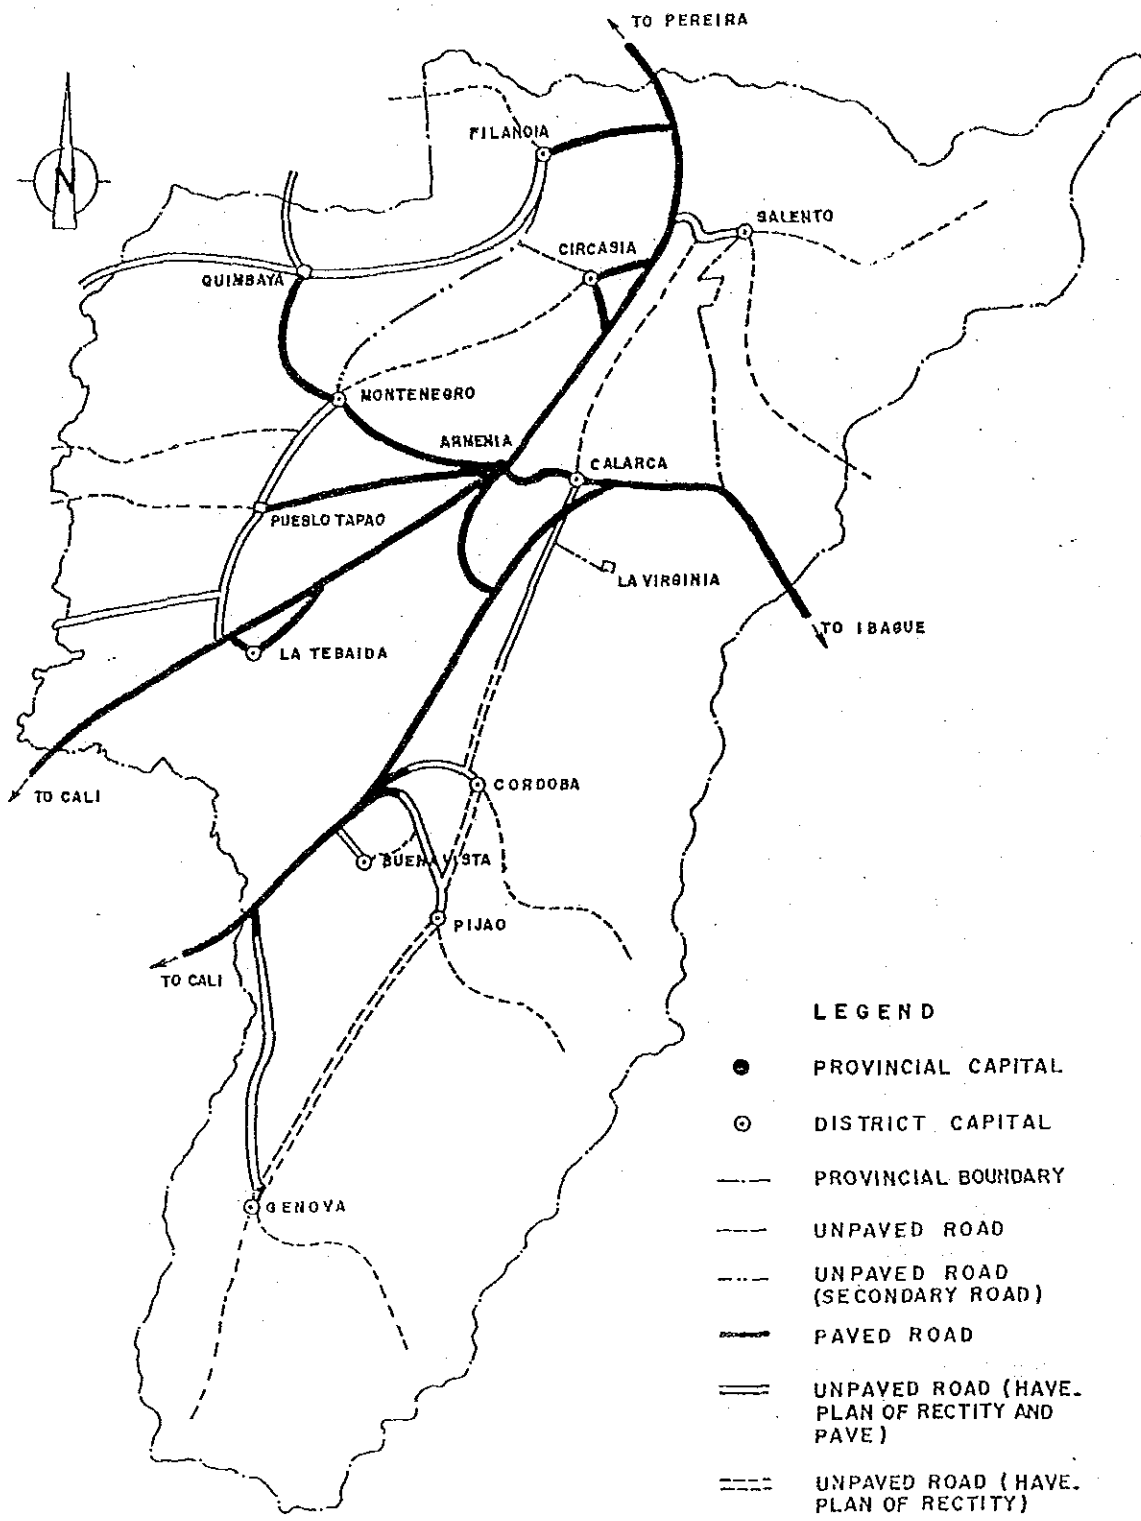 TO PEREIRA
FILANDIA
N
SALENTO
CIRCASIA
QUIMBAYA
MONTENEGRO
ARMENIA
CALARCA
PUEBLO TAPAO
LA VIRGINIA
TO IBAGUE
LA TEBAIDA
TO CALI
CORDOBA
BUENAVISTA
PIJAO
TO CALI
GENOVA
LEGEND
PROVINCIAL CAPITAL
DISTRICT CAPITAL
PROVINCIAL BOUNDARY
UNPAVED ROAD
UNPAVED ROAD
(SECONDARY ROAD)
PAVED ROAD
UNPAVED ROAD (HAVE.
PLAN OF RECTITY AND
PAVE)
UNPAVED ROAD (HAVE.
PLAN OF RECTITY)